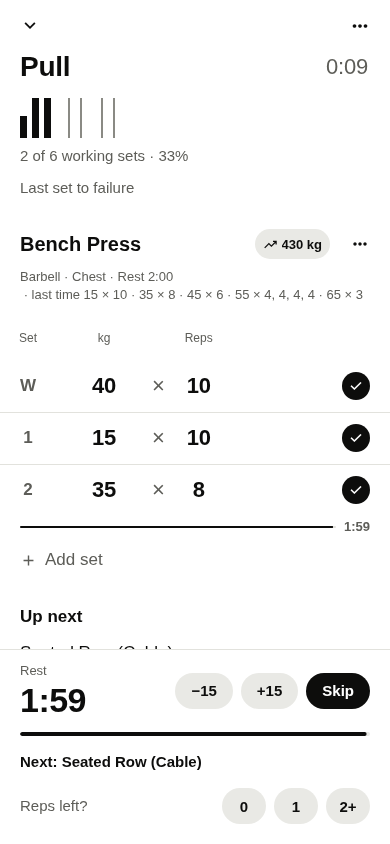 Pull
0:09
2 of 6 working sets · 33%
Last set to failure
Bench Press
430 kg
Barbell · Chest · Rest 2:00
· last time 15 × 10 · 35 × 8 · 45 × 6 · 55 × 4, 4, 4, 4 · 65 × 3
Set kg Reps
W 40 × 10
1 15 × 10
2 35 × 8
1:59
+ Add set
Up next
Seated Row (Cable)
Rest
1:59
−15 +15 Skip
Next: Seated Row (Cable)
Reps left? 0 1 2+